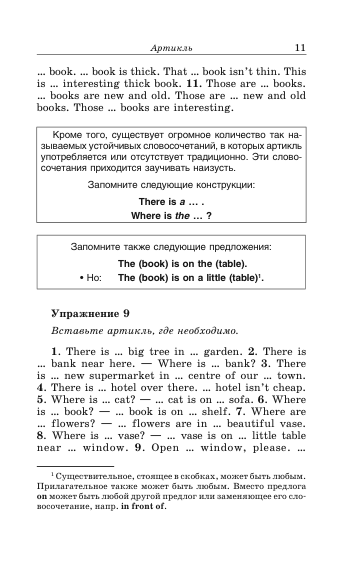 Артикль 11
... book. ... book is thick. That ... book isn't thin. This
is ... interesting thick book. 11. Those are ... books.
... books are new and old. Those are ... new and old
books. Those ... books are interesting.
Кроме того, существует огромное количество так на-
зываемых устойчивых словосочетаний, в которых артикль
употребляется или отсутствует традиционно. Эти слово-
сочетания приходится заучивать наизусть.
Запомните следующие конструкции:
There is a ... .
Where is the ... ?
Запомните также следующие предложения:
The (book) is on the (table).
• Но: The (book) is on a little (table)¹.
Упражнение 9
Вставьте артикль, где необходимо.
1. There is ... big tree in ... garden. 2. There is
... bank near here. — Where is ... bank? 3. There
is ... new supermarket in ... centre of our ... town.
4. There is ... hotel over there. ... hotel isn't cheap.
5. Where is ... cat? — ... cat is on ... sofa. 6. Where
is ... book? — ... book is on ... shelf. 7. Where are
... flowers? — ... flowers are in ... beautiful vase.
8. Where is ... vase? — ... vase is on ... little table
near ... window. 9. Open ... window, please. ...
¹ Существительное, стоящее в скобках, может быть любым.
Прилагательное также может быть любым. Вместо предлога
on может быть любой другой предлог или заменяющее его сло-
восочетание, напр. in front of.